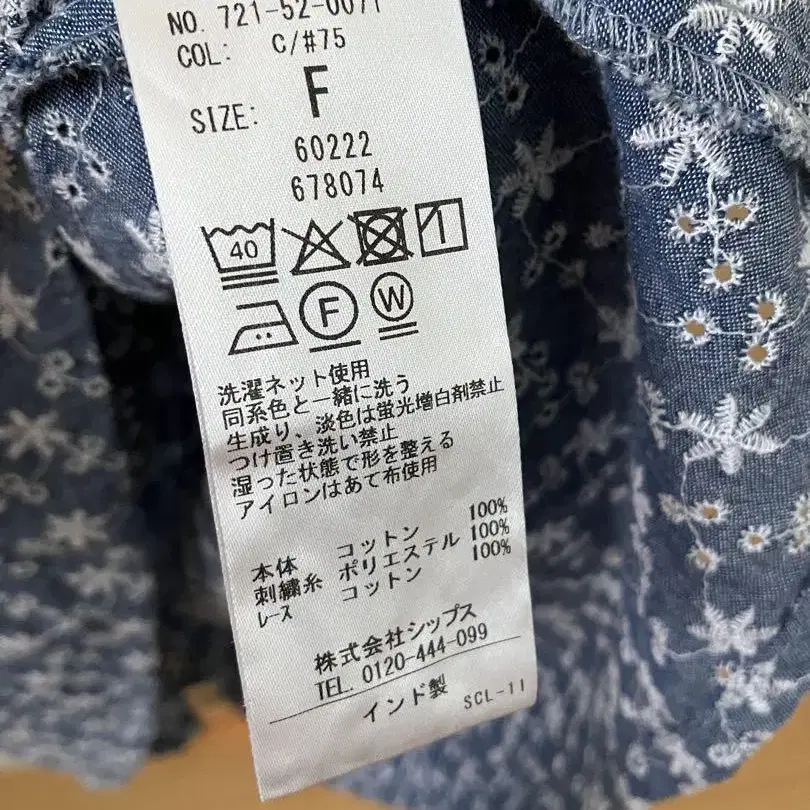 NO. 721-52-0071
COL: C/#75
SIZE: F
60222
678074
40
F W
洗濯ネット使用
同系色と一緒に洗う
生成り、淡色は蛍光増白剤禁止
つけ置き洗い禁止
湿った状態で形を整える
アイロンはあて布使用
本体 コットン 100%
刺繍糸 ポリエステル 100%
レース コットン 100%
株式会社シップス
TEL. 0120-444-099
インド製 SCL-11